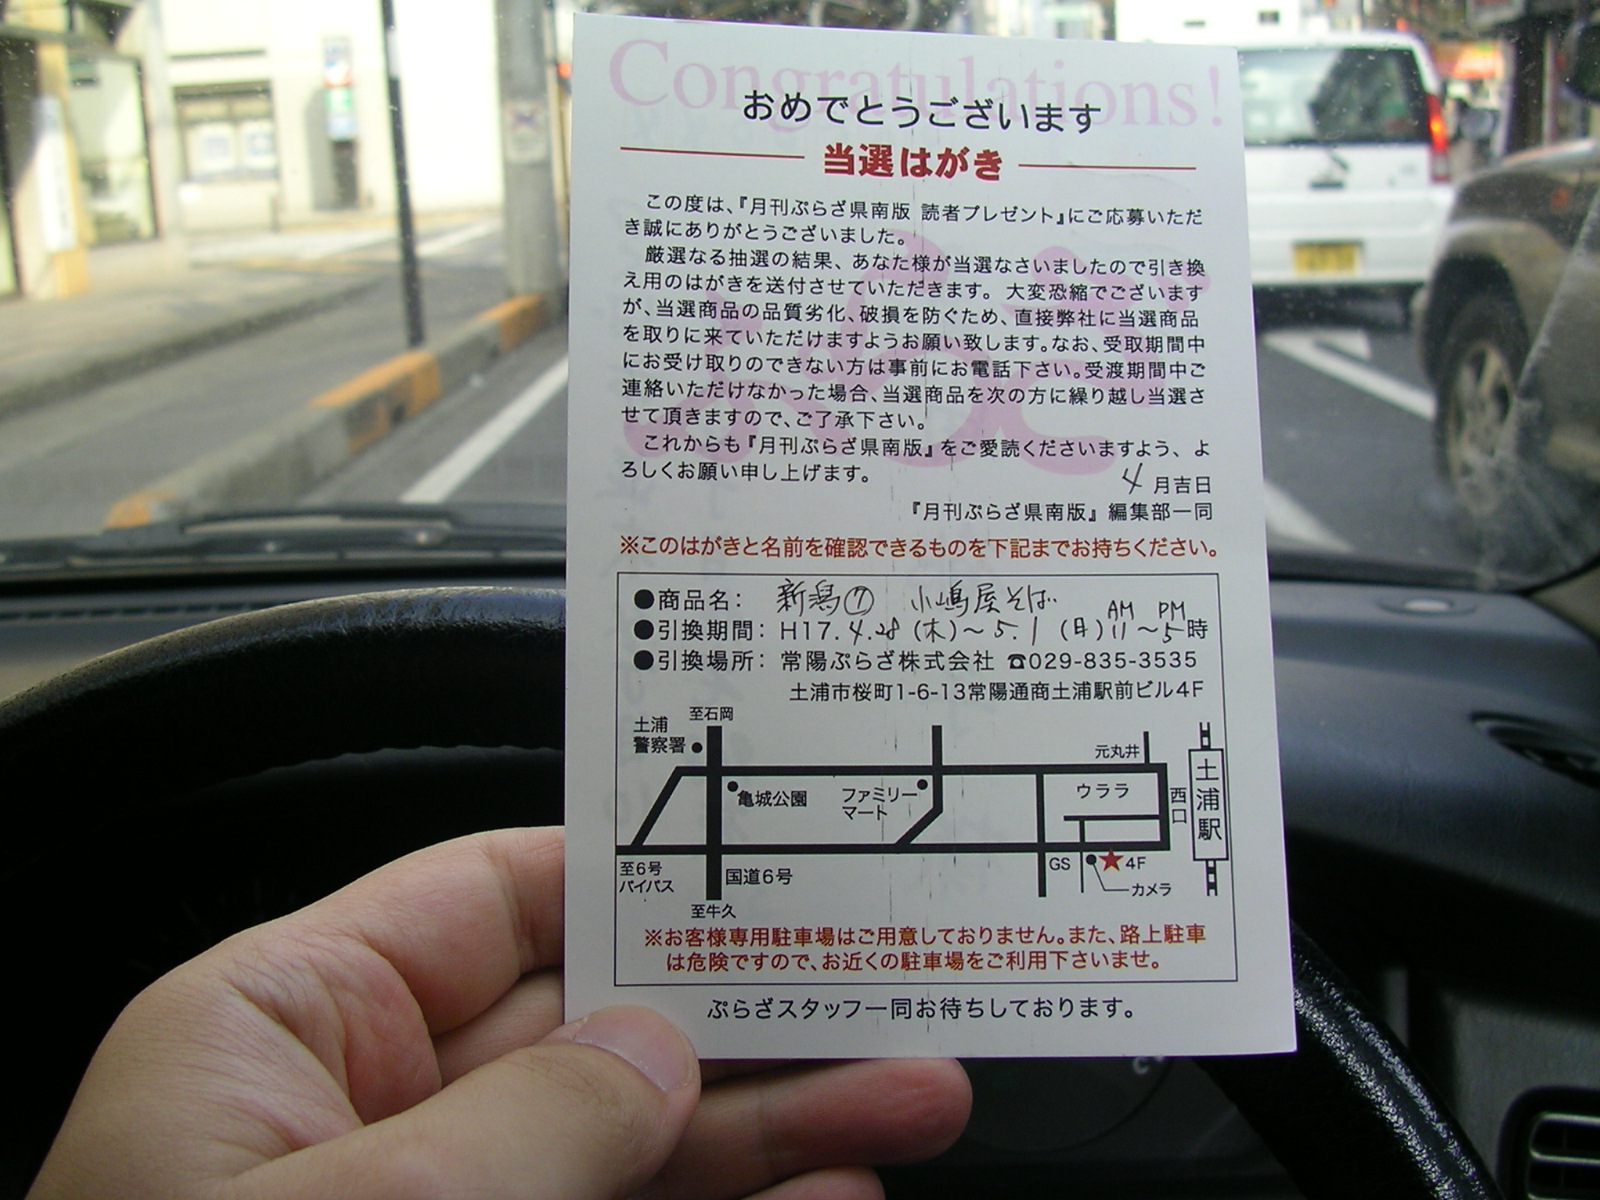 Congratulations!
おめでとうございます
当選はがき
この度は、『月刊ぷらざ県南版 読者プレゼント』にご応募いただ
き誠にありがとうございました。
厳選なる抽選の結果、あなた様が当選なさいましたので引き換
え用のはがきを送付させていただきます。大変恐縮でございます
が、当選商品の品質劣化、破損を防ぐため、直接弊社に当選商品
を取りに来ていただけますようお願い致します。なお、受取期間中
にお受け取りのできない方は事前にお電話下さい。受渡期間中ご
連絡いただけなかった場合、当選商品を次の方に繰り越し当選さ
せて頂きますので、ご了承下さい。
これからも『月刊ぷらざ県南版』をご愛読くださいますよう、よ
ろしくお願い申し上げます。
4月吉日
『月刊ぷらざ県南版』編集部一同
※このはがきと名前を確認できるものを下記までお持ちください。
●商品名: 新潟⑦ 小嶋屋そば
●引換期間: H17.4.28(木)~5.1(日)AM11~PM5時
●引換場所: 常陽ぷらざ株式会社 ☎029-835-3535
土浦市桜町1-6-13常陽通商土浦駅前ビル4F
至石岡
土浦
警察署
元丸井
亀城公園
ファミリー
マート
ウララ
西口
土浦駅
至6号
バイパス
国道6号
GS
★4F
カメラ
至牛久
※お客様専用駐車場はご用意しておりません。また、路上駐車
は危険ですので、お近くの駐車場をご利用下さいませ。
ぷらざスタッフ一同お待ちしております。